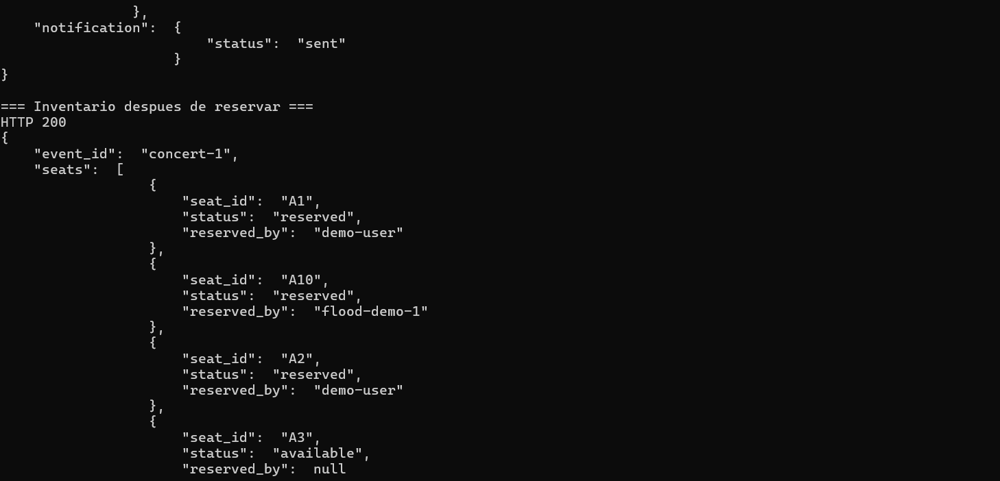 },
"notification":  {
"status":  "sent"
}
}
=== Inventario despues de reservar ===
HTTP 200
{
"event_id":  "concert-1",
"seats":  [
{
"seat_id":  "A1",
"status":  "reserved",
"reserved_by":  "demo-user"
},
{
"seat_id":  "A10",
"status":  "reserved",
"reserved_by":  "flood-demo-1"
},
{
"seat_id":  "A2",
"status":  "reserved",
"reserved_by":  "demo-user"
},
{
"seat_id":  "A3",
"status":  "available",
"reserved_by":  null